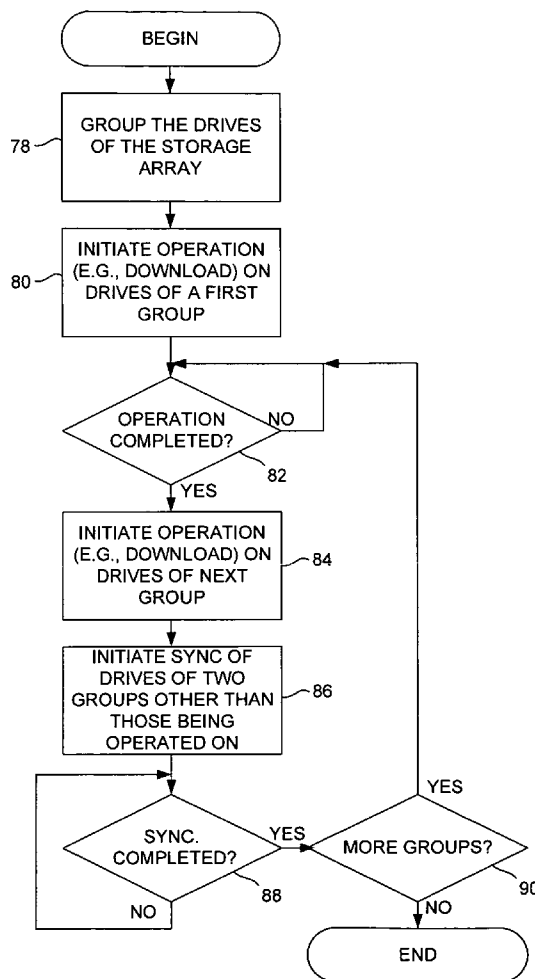 BEGIN
78
GROUP THE DRIVES
OF THE STORAGE
ARRAY
80
INITIATE OPERATION
(E.G., DOWNLOAD) ON
DRIVES OF A FIRST
GROUP
OPERATION
COMPLETED?
NO
82
YES
INITIATE OPERATION
(E.G., DOWNLOAD) ON
DRIVES OF NEXT
GROUP
84
INITIATE SYNC OF
DRIVES OF TWO
GROUPS OTHER THAN
THOSE BEING
OPERATED ON
86
SYNC.
COMPLETED?
YES
88
NO
YES
MORE GROUPS?
90
NO
END